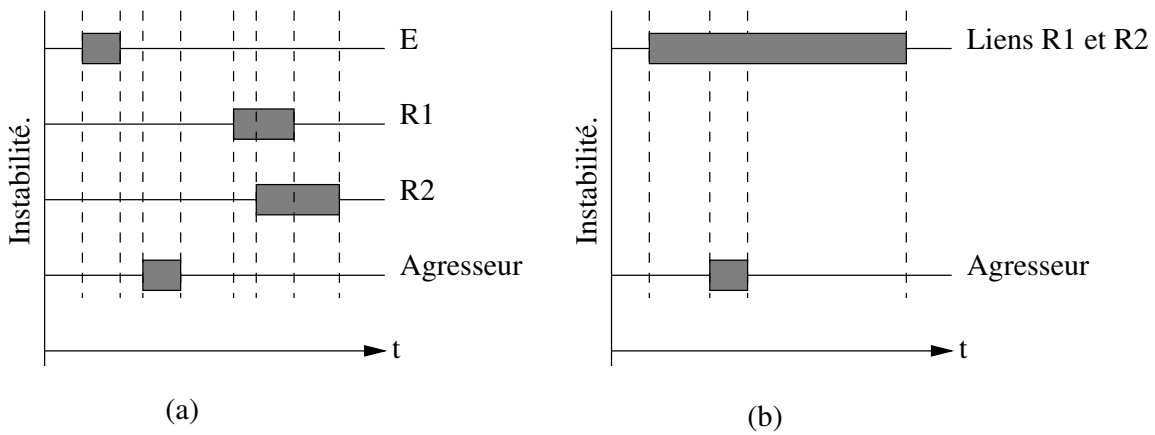 Instabilité.
E
R1
R2
Agresseur
t
(a)
Instabilité.
Liens R1 et R2
Agresseur
t
(b)